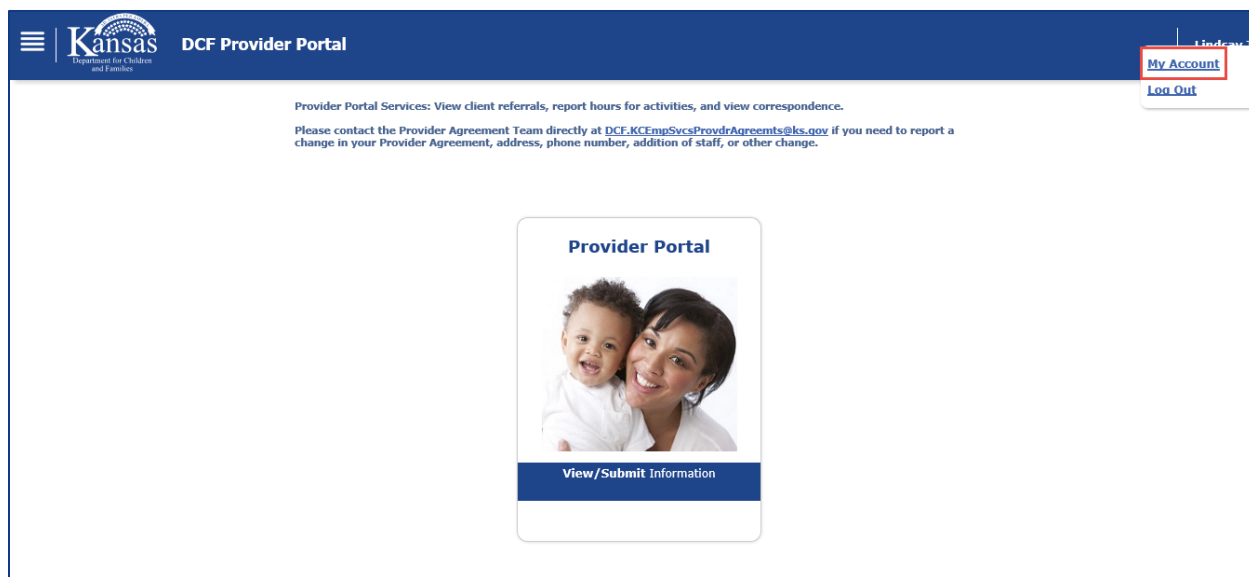 Kansas
Department for Children
and Families
DCF Provider Portal
Lindsay
My Account
Log Out
Provider Portal Services: View client referrals, report hours for activities, and view correspondence.
Please contact the Provider Agreement Team directly at DCF.KCEmpSvcsProvdrAgreemts@ks.gov if you need to report a
change in your Provider Agreement, address, phone number, addition of staff, or other change.
Provider Portal
View/Submit Information